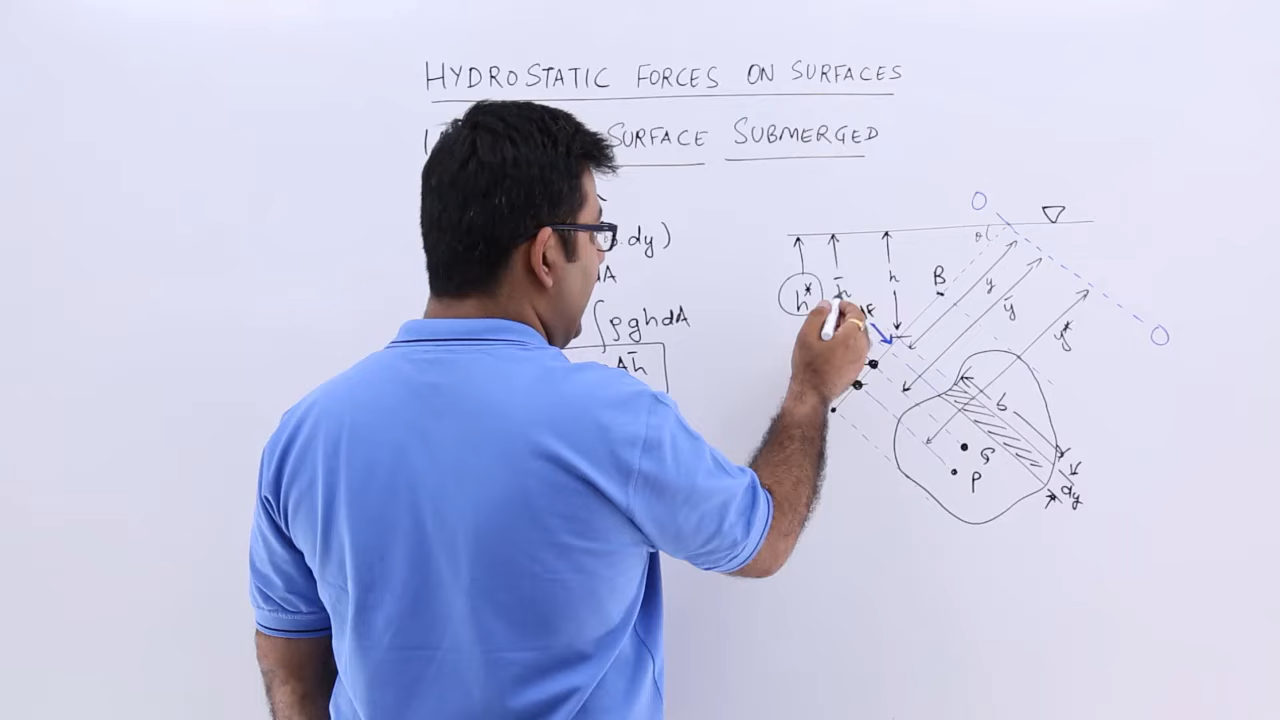 HYDROSTATIC FORCES ON SURFACES
SURFACE SUBMERGED
dy)
dA
∫ρghdA
Ah̄
O
θ
B
h*
h̄
h
y
ȳ
y*
O
F
b
G
P
dy